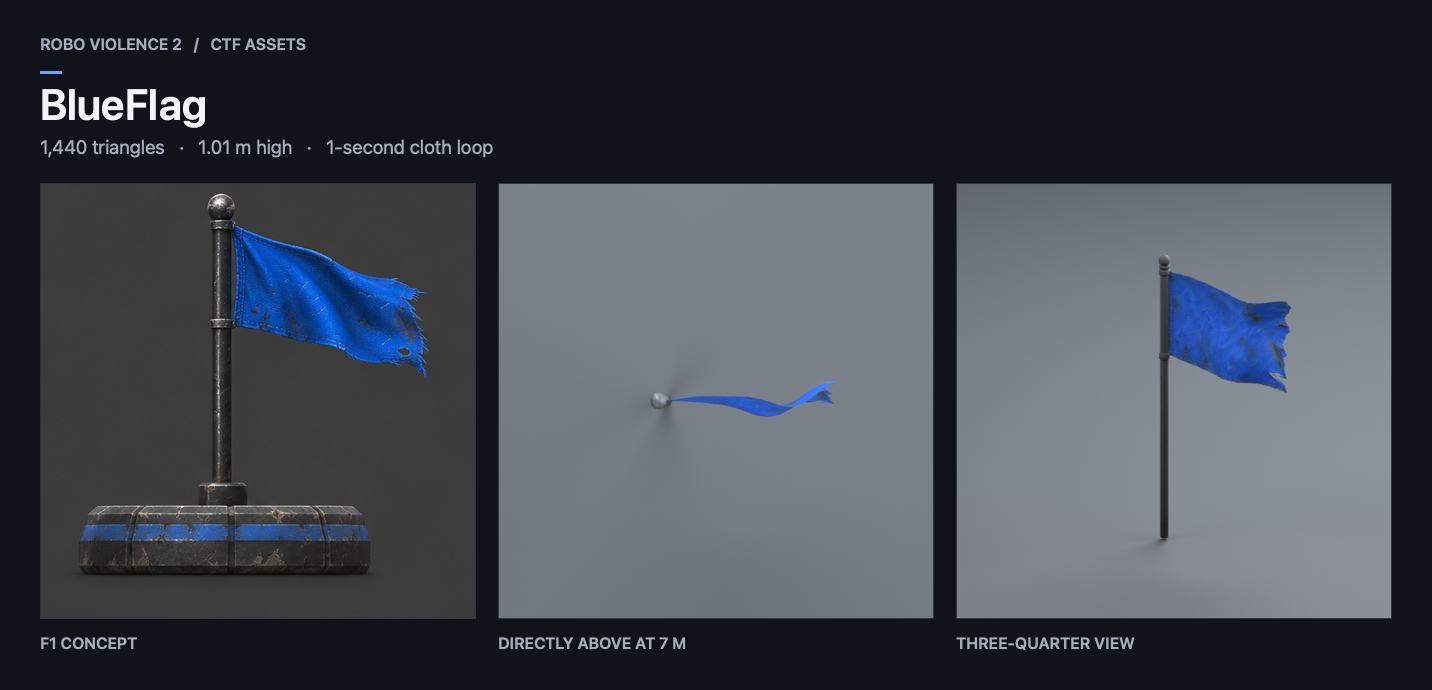 ROBO VIOLENCE 2 / CTF ASSETS
BlueFlag
1,440 triangles · 1.01 m high · 1-second cloth loop
F1 CONCEPT
DIRECTLY ABOVE AT 7 M
THREE-QUARTER VIEW